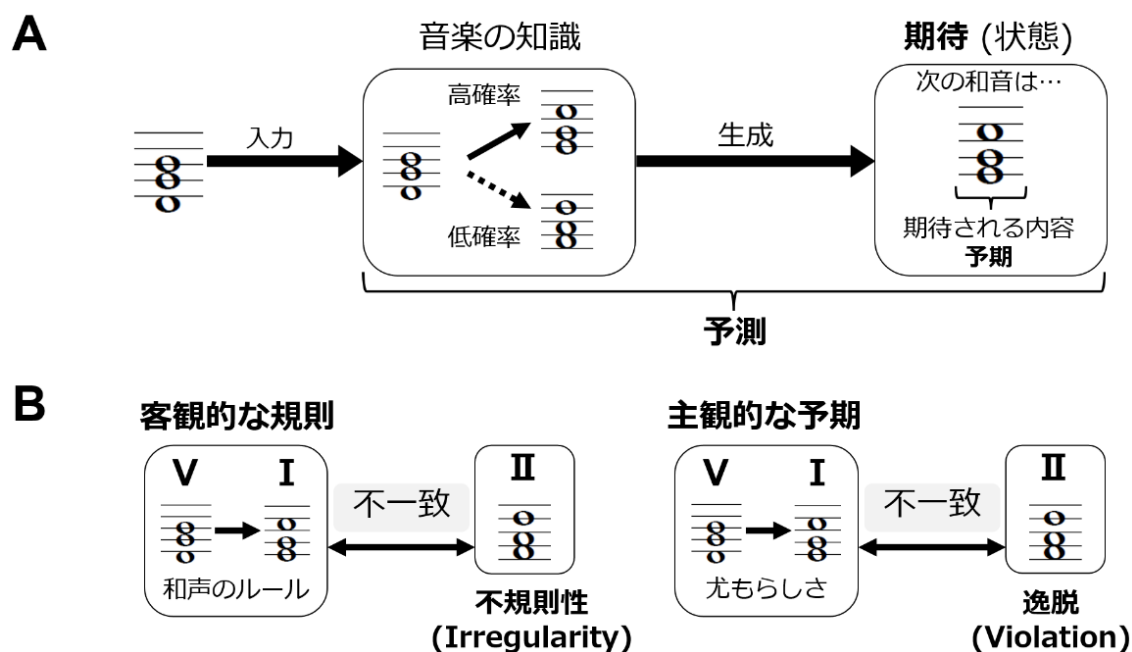 A
音楽の知識
期待 (状態)
高確率
次の和音は…
入力
生成
低確率
期待される内容
予期
予測
B
客観的な規則
主観的な予期
V I
II
V I
II
不一致
不一致
和声のルール
尤もらしさ
不規則性
(Irregularity)
逸脱
(Violation)